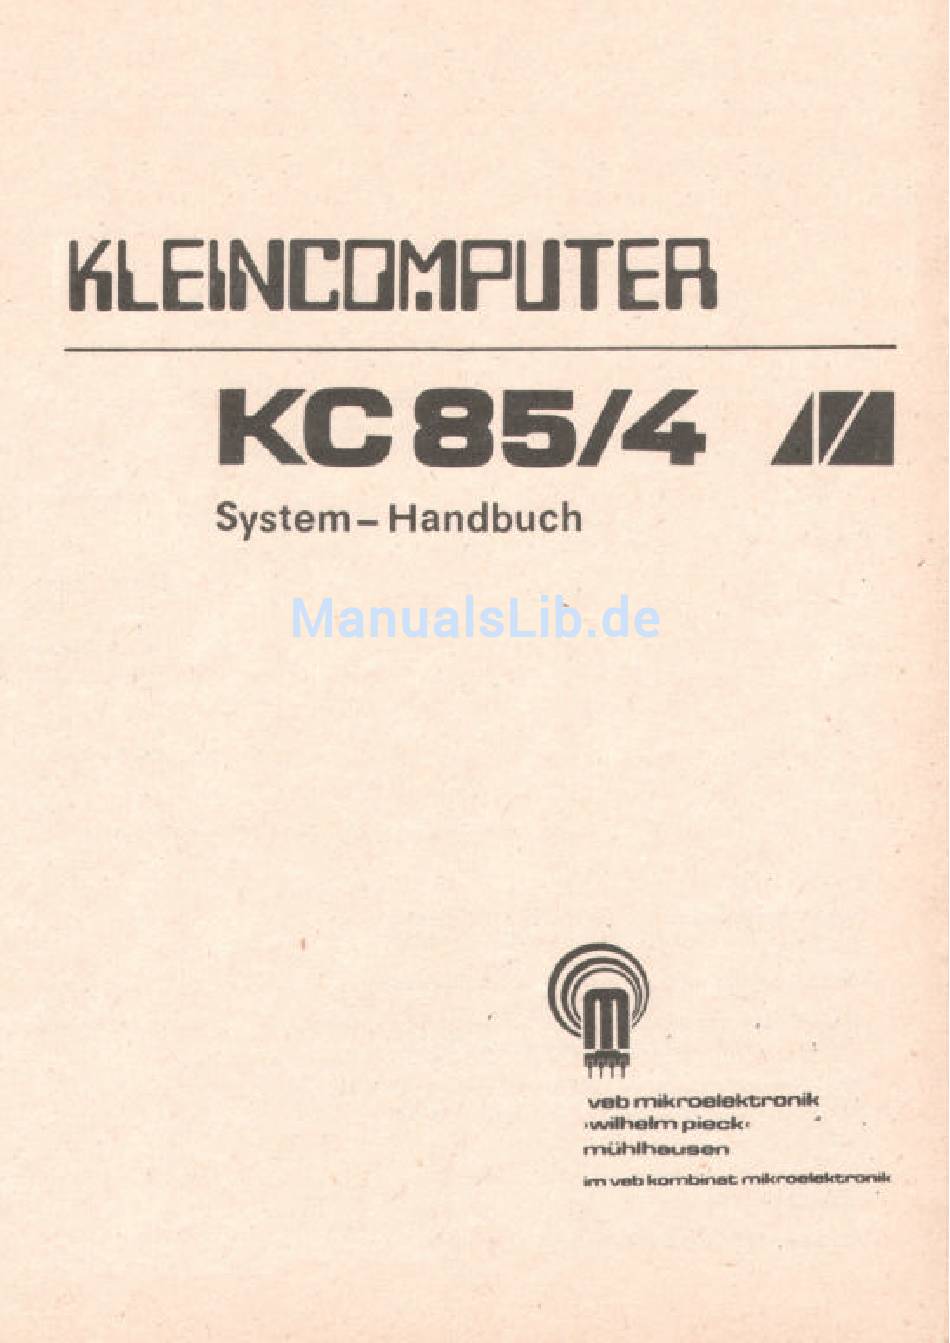 KLEINCOMPUTER
KC 85/4
System-Handbuch
ManualsLib.de
veb mikroelektronik
›wilhelm pieck‹
mühlhausen
im veb kombinat mikroelektronik